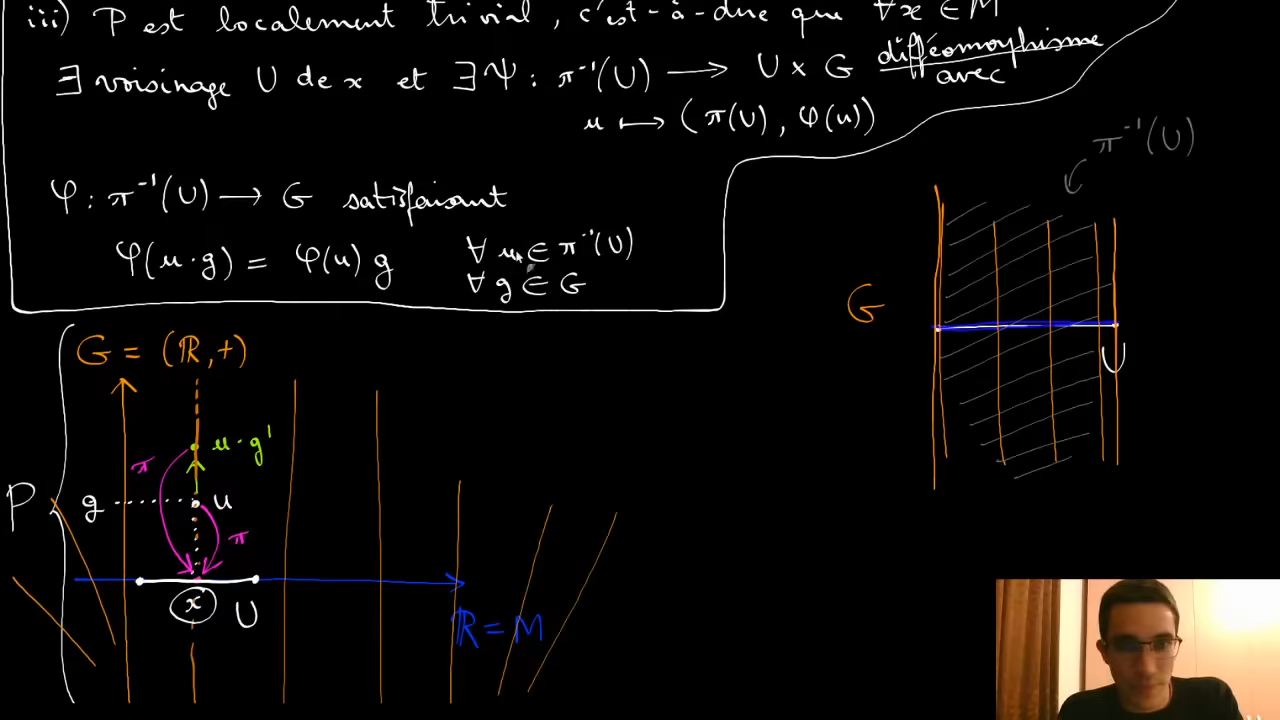 iii) P est localement trivial, c'est-à-dire que ∀x ∈ M
∃ voisinage U de x et ∃ Ψ : π⁻¹(U) ⟶ U × G difféomorphisme
avec
u ⟼ (π(U), φ(u))
φ : π⁻¹(U) ⟶ G satisfaisant
φ(u·g) = φ(u) g ∀ u ∈ π⁻¹(U)
∀ g ∈ G
π⁻¹(U)
G
U
G = (ℝ, +)
u·g'
π
P
g
u
π
x
U
ℝ = M